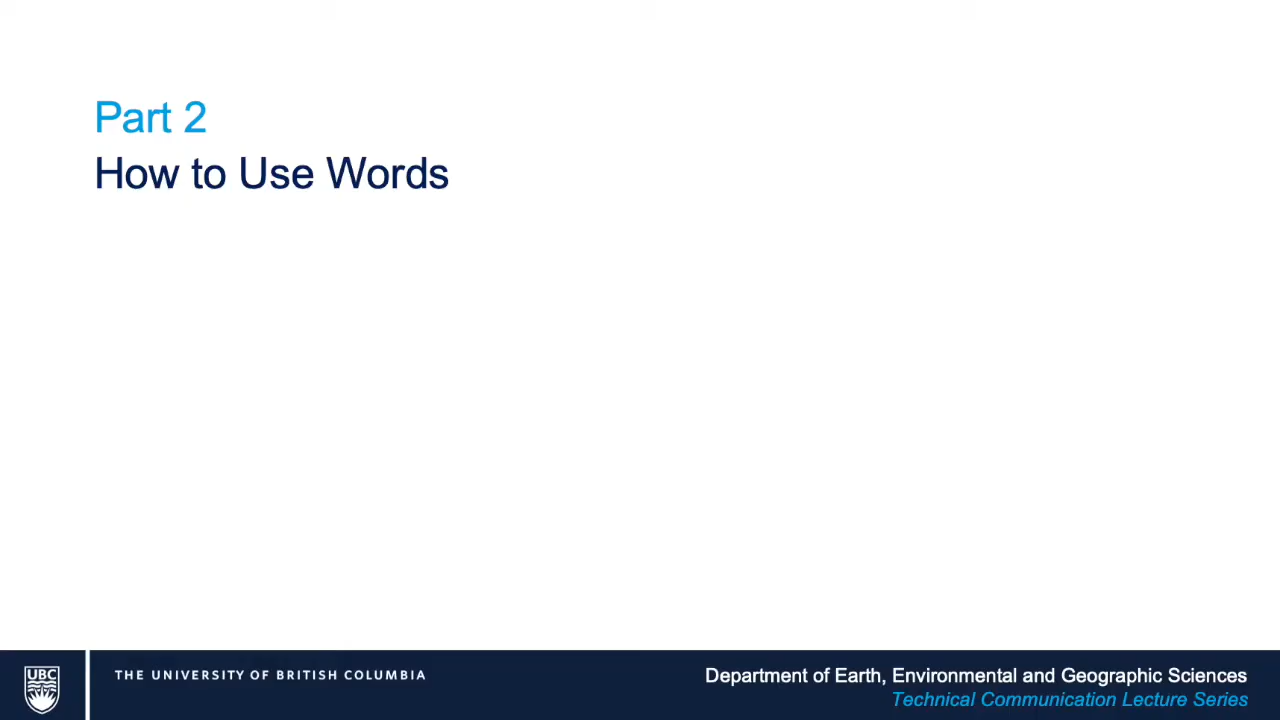 Part 2
How to Use Words
UBC
THE UNIVERSITY OF BRITISH COLUMBIA
Department of Earth, Environmental and Geographic Sciences
Technical Communication Lecture Series